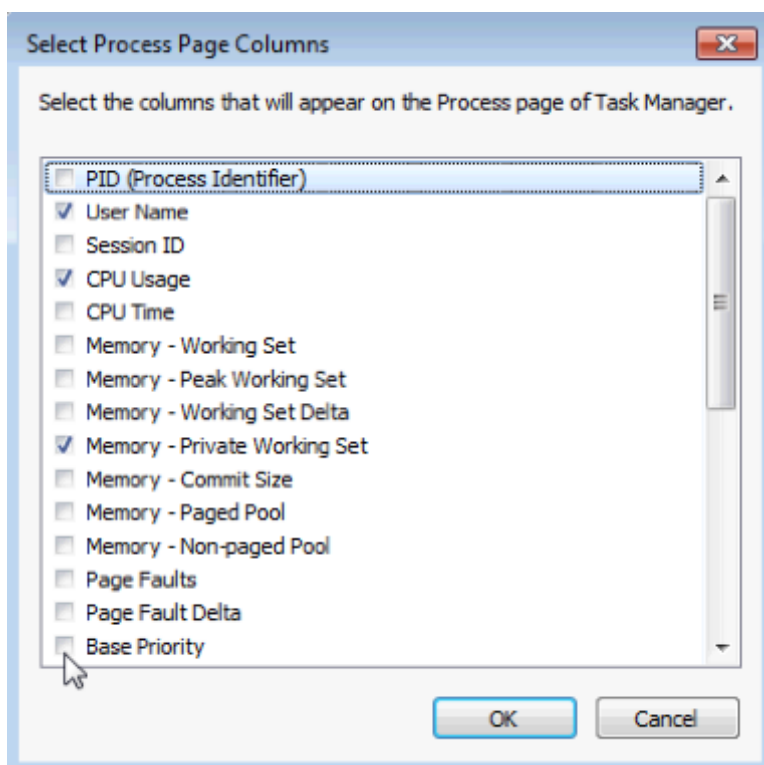 Select Process Page Columns
Select the columns that will appear on the Process page of Task Manager.
PID (Process Identifier)
User Name
Session ID
CPU Usage
CPU Time
Memory - Working Set
Memory - Peak Working Set
Memory - Working Set Delta
Memory - Private Working Set
Memory - Commit Size
Memory - Paged Pool
Memory - Non-paged Pool
Page Faults
Page Fault Delta
Base Priority
OK Cancel